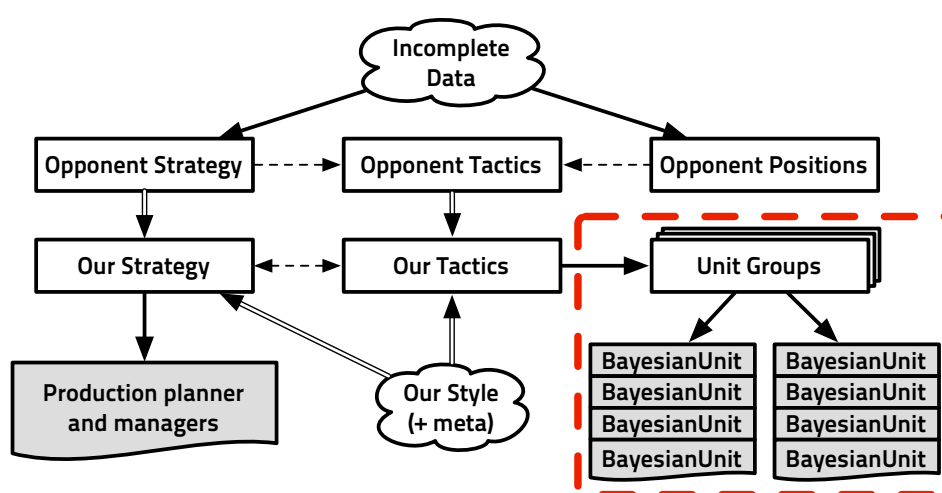 Incomplete
Data
Opponent Strategy
Opponent Tactics
Opponent Positions
Our Strategy
Our Tactics
Unit Groups
Production planner
and managers
Our Style
(+ meta)
BayesianUnit
BayesianUnit
BayesianUnit
BayesianUnit
BayesianUnit
BayesianUnit
BayesianUnit
BayesianUnit